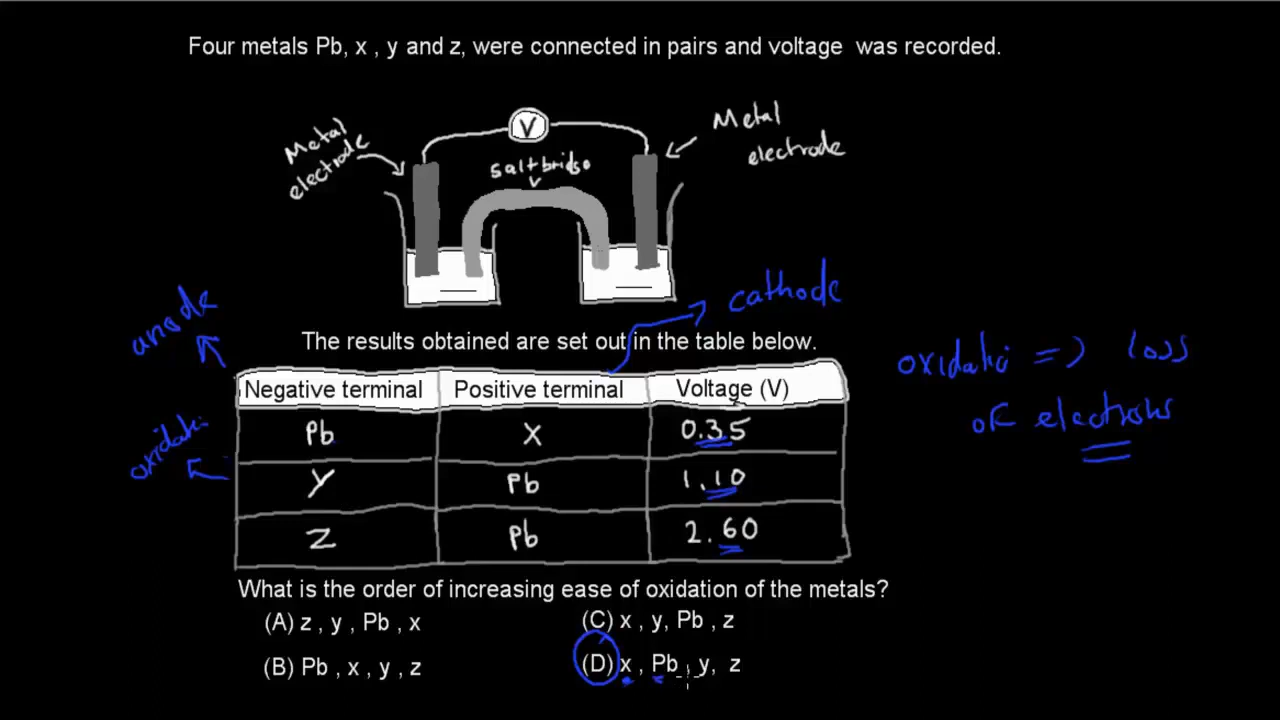 Four metals Pb, x , y and z, were connected in pairs and voltage was recorded.
V
Metal
electrode
Metal
electrode
salt bridge
cathode
anode
The results obtained are set out in the table below.
oxidatio => loss
of electrons
Negative terminal Positive terminal Voltage (V)
Pb X 0.35
oxidati
Y Pb 1.10
Z Pb 2.60
What is the order of increasing ease of oxidation of the metals?
(A) z , y , Pb , x (C) x , y, Pb , z
(B) Pb , x , y , z (D) x , Pb , y, z